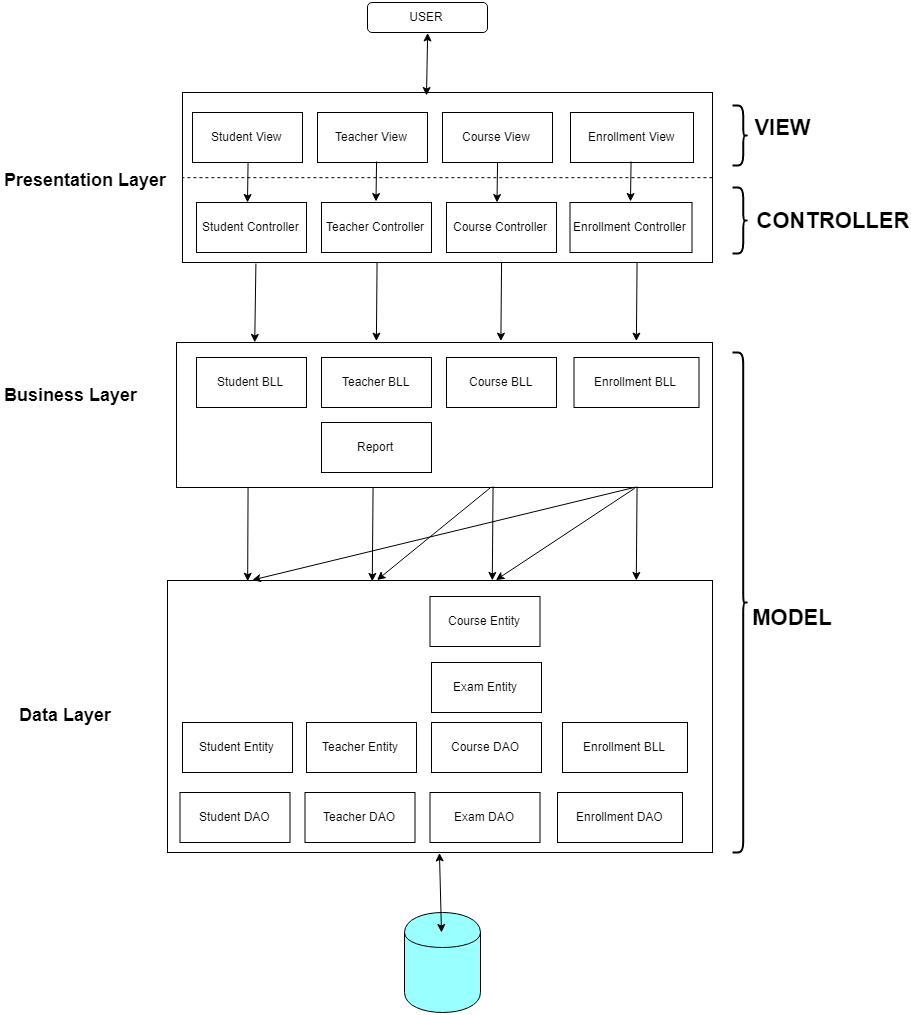 USER
Student View
Teacher View
Course View
Enrollment View
VIEW
Presentation Layer
Student Controller
Teacher Controller
Course Controller
Enrollment Controller
CONTROLLER
Business Layer
Student BLL
Teacher BLL
Course BLL
Enrollment BLL
Report
Course Entity
MODEL
Exam Entity
Data Layer
Student Entity
Teacher Entity
Course DAO
Enrollment BLL
Student DAO
Teacher DAO
Exam DAO
Enrollment DAO